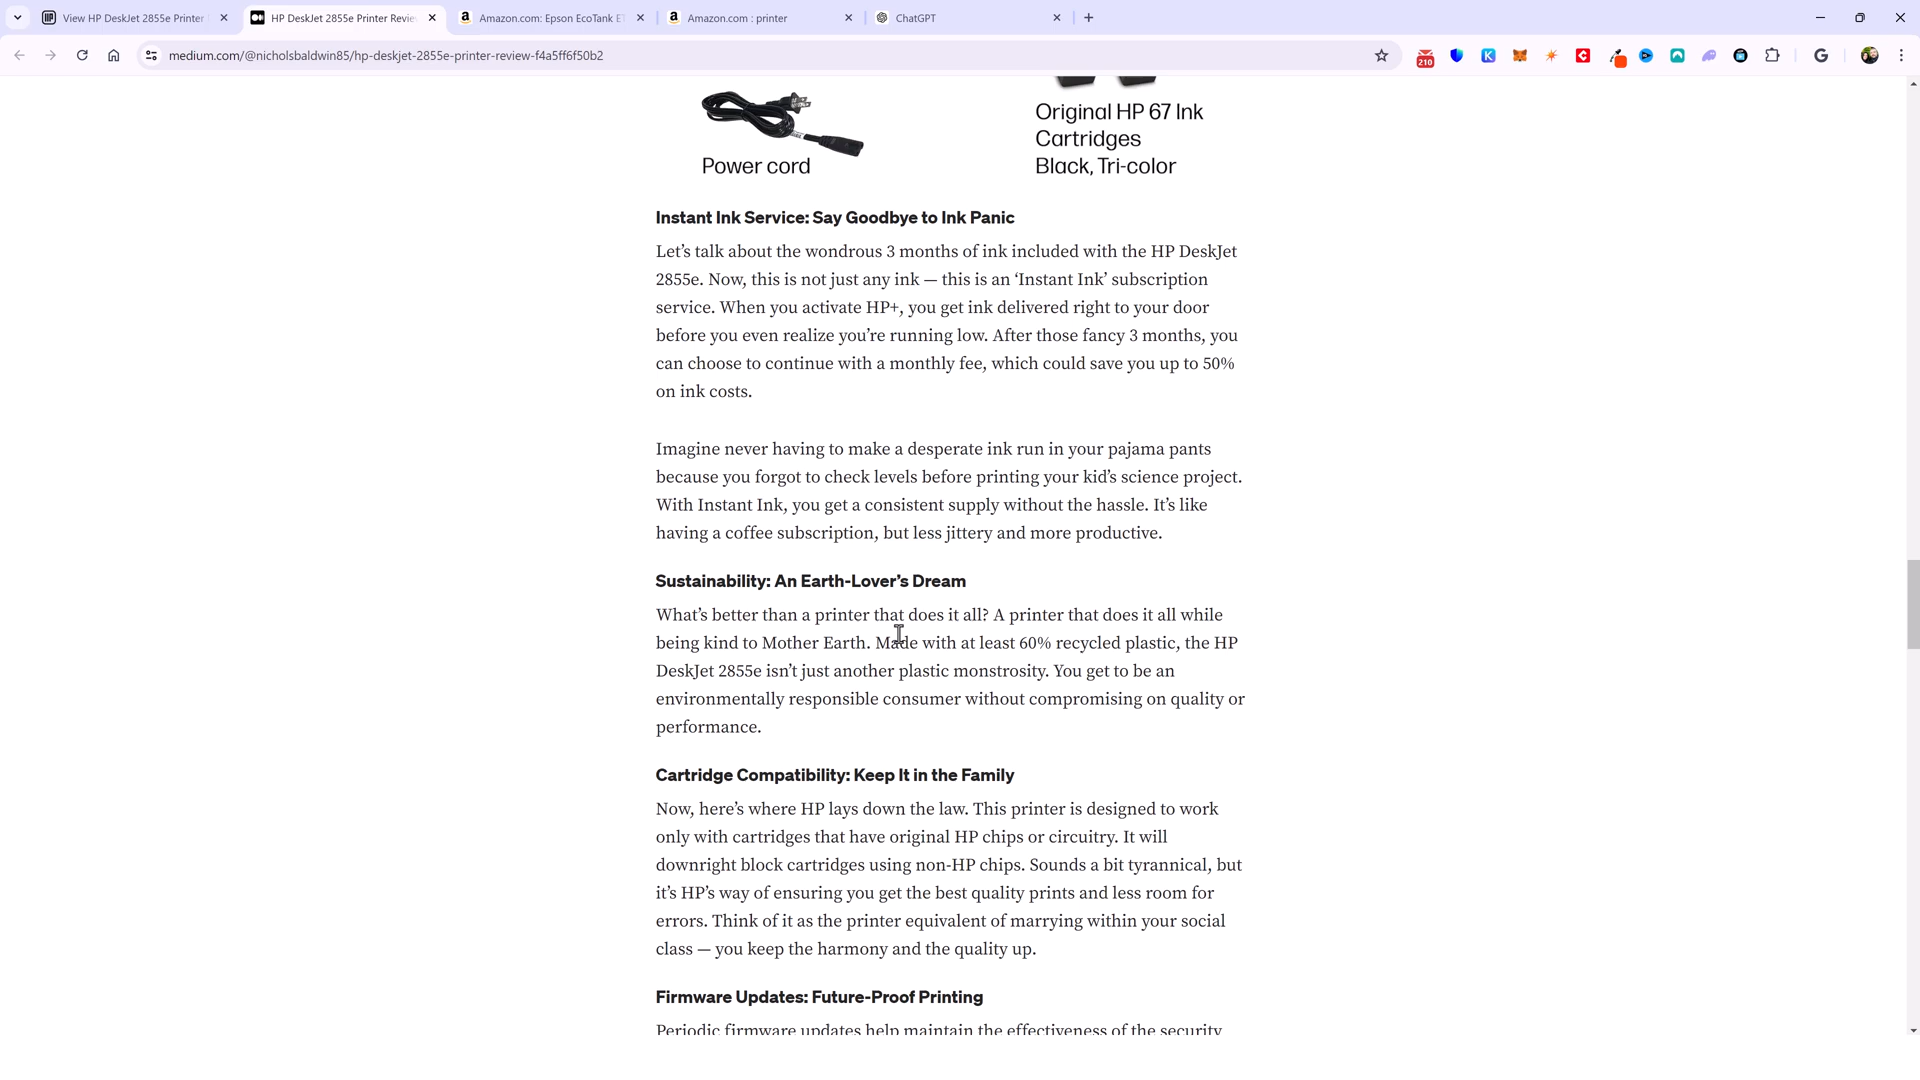 View HP DeskJet 2855e Printer
HP DeskJet 2855e Printer Revie
Amazon.com: Epson EcoTank ET
Amazon.com : printer
ChatGPT
medium.com/@nicholsbaldwin85/hp-deskjet-2855e-printer-review-f4a5ff6f50b2
210
Power cord
Original HP 67 Ink
Cartridges
Black, Tri-color
Instant Ink Service: Say Goodbye to Ink Panic
Let’s talk about the wondrous 3 months of ink included with the HP DeskJet
2855e. Now, this is not just any ink — this is an ‘Instant Ink’ subscription
service. When you activate HP+, you get ink delivered right to your door
before you even realize you’re running low. After those fancy 3 months, you
can choose to continue with a monthly fee, which could save you up to 50%
on ink costs.
Imagine never having to make a desperate ink run in your pajama pants
because you forgot to check levels before printing your kid’s science project.
With Instant Ink, you get a consistent supply without the hassle. It’s like
having a coffee subscription, but less jittery and more productive.
Sustainability: An Earth-Lover’s Dream
What’s better than a printer that does it all? A printer that does it all while
being kind to Mother Earth. Made with at least 60% recycled plastic, the HP
DeskJet 2855e isn’t just another plastic monstrosity. You get to be an
environmentally responsible consumer without compromising on quality or
performance.
Cartridge Compatibility: Keep It in the Family
Now, here’s where HP lays down the law. This printer is designed to work
only with cartridges that have original HP chips or circuitry. It will
downright block cartridges using non-HP chips. Sounds a bit tyrannical, but
it’s HP’s way of ensuring you get the best quality prints and less room for
errors. Think of it as the printer equivalent of marrying within your social
class — you keep the harmony and the quality up.
Firmware Updates: Future-Proof Printing
Periodic firmware updates help maintain the effectiveness of the security